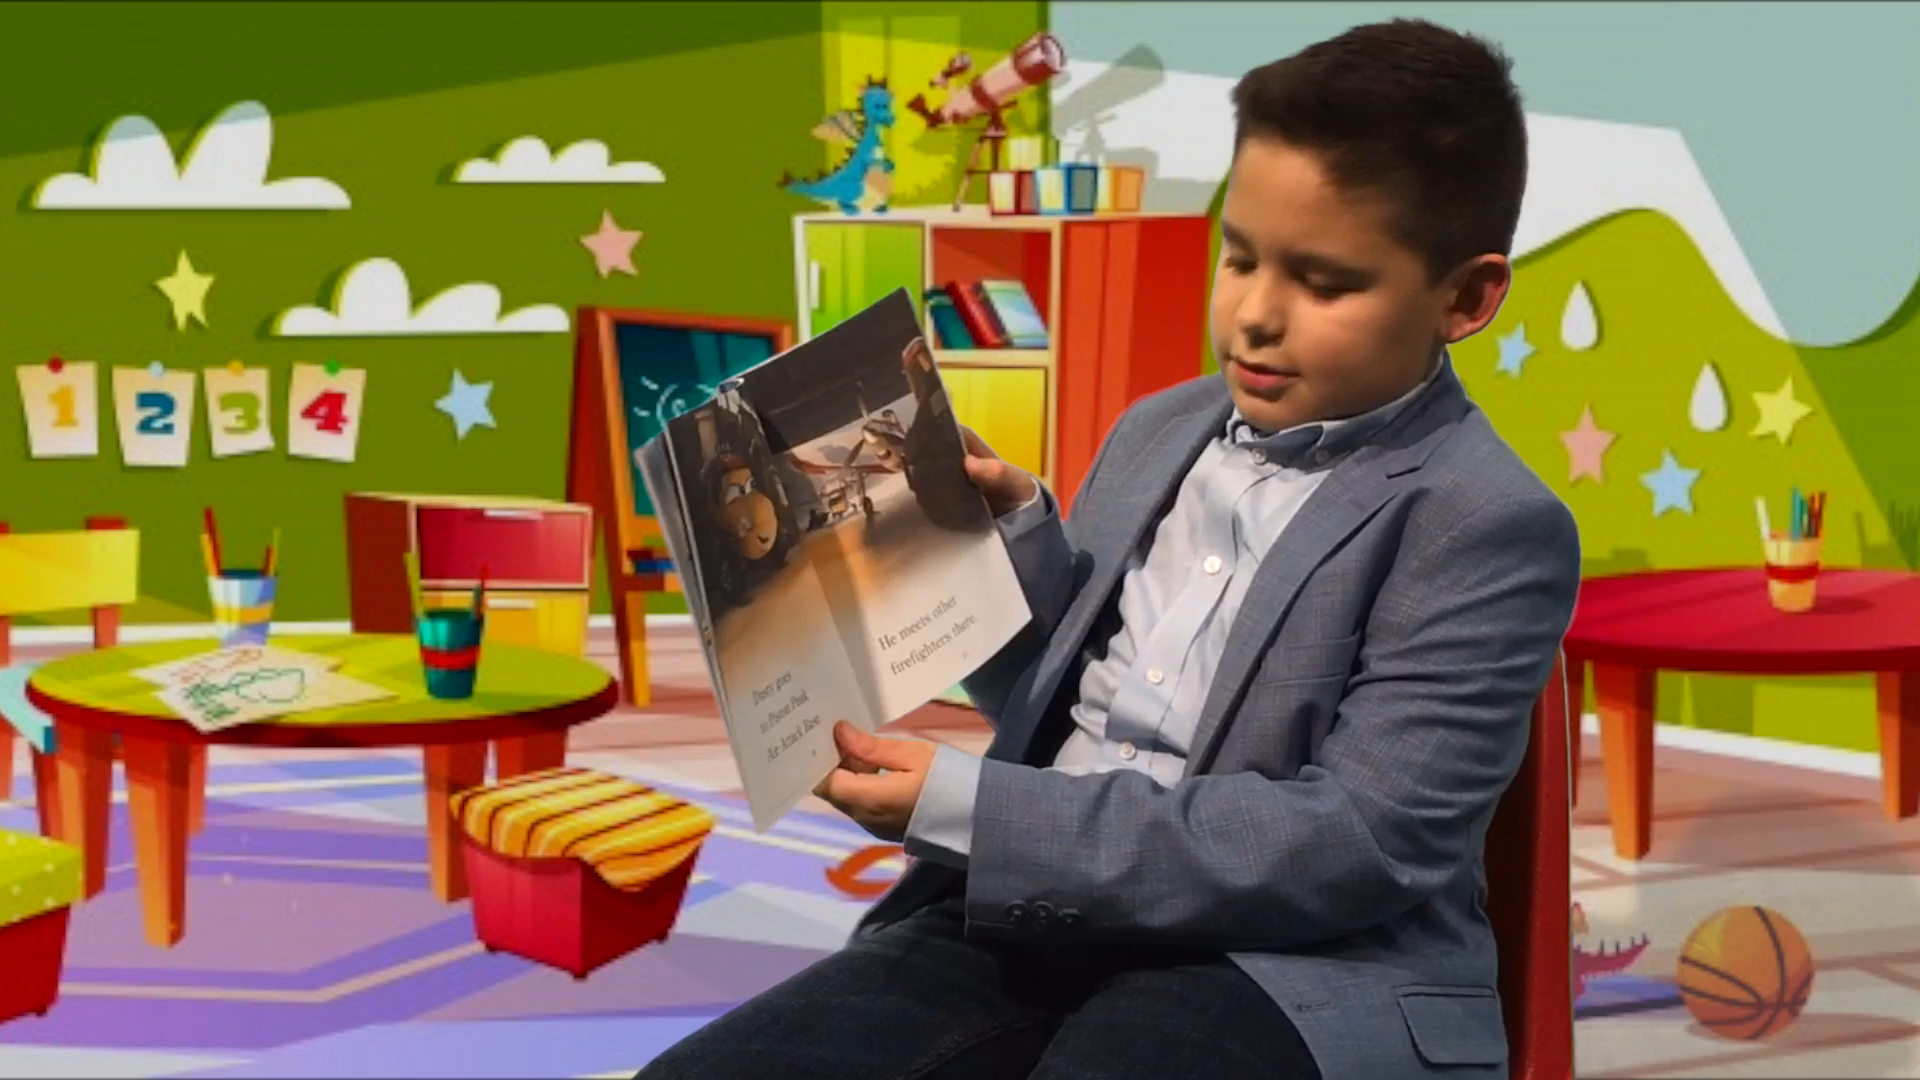 1 2 3 4
Dusty goes
to Piston Peak
Air Attack Base.
He meets other
firefighters there.